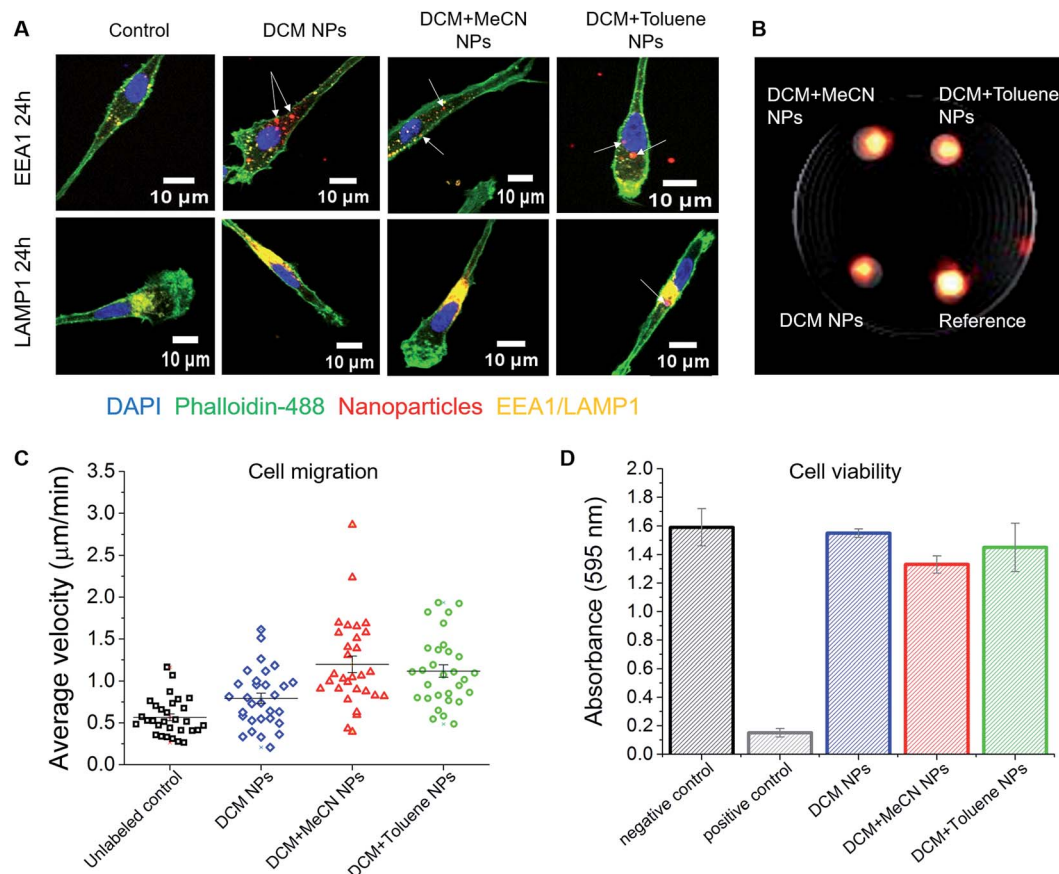 A
Control
DCM NPs
DCM+MeCN
NPs
DCM+Toluene
NPs
EEA1 24h
10 μm
10 μm
10 μm
10 μm
LAMP1 24h
10 μm
10 μm
10 μm
10 μm
DAPI Phalloidin-488 Nanoparticles EEA1/LAMP1
B
DCM+MeCN
NPs
DCM+Toluene
NPs
DCM NPs
Reference
C
Cell migration
Average velocity (μm/min)
3.5
3.0
2.5
2.0
1.5
1.0
0.5
0.0
Unlabeled control
DCM NPs
DCM+MeCN NPs
DCM+Toluene NPs
D
Cell viability
Absorbance (595 nm)
2.0
1.8
1.6
1.4
1.2
1.0
0.8
0.6
0.4
0.2
0.0
negative control
positive control
DCM NPs
DCM+MeCN NPs
DCM+Toluene NPs